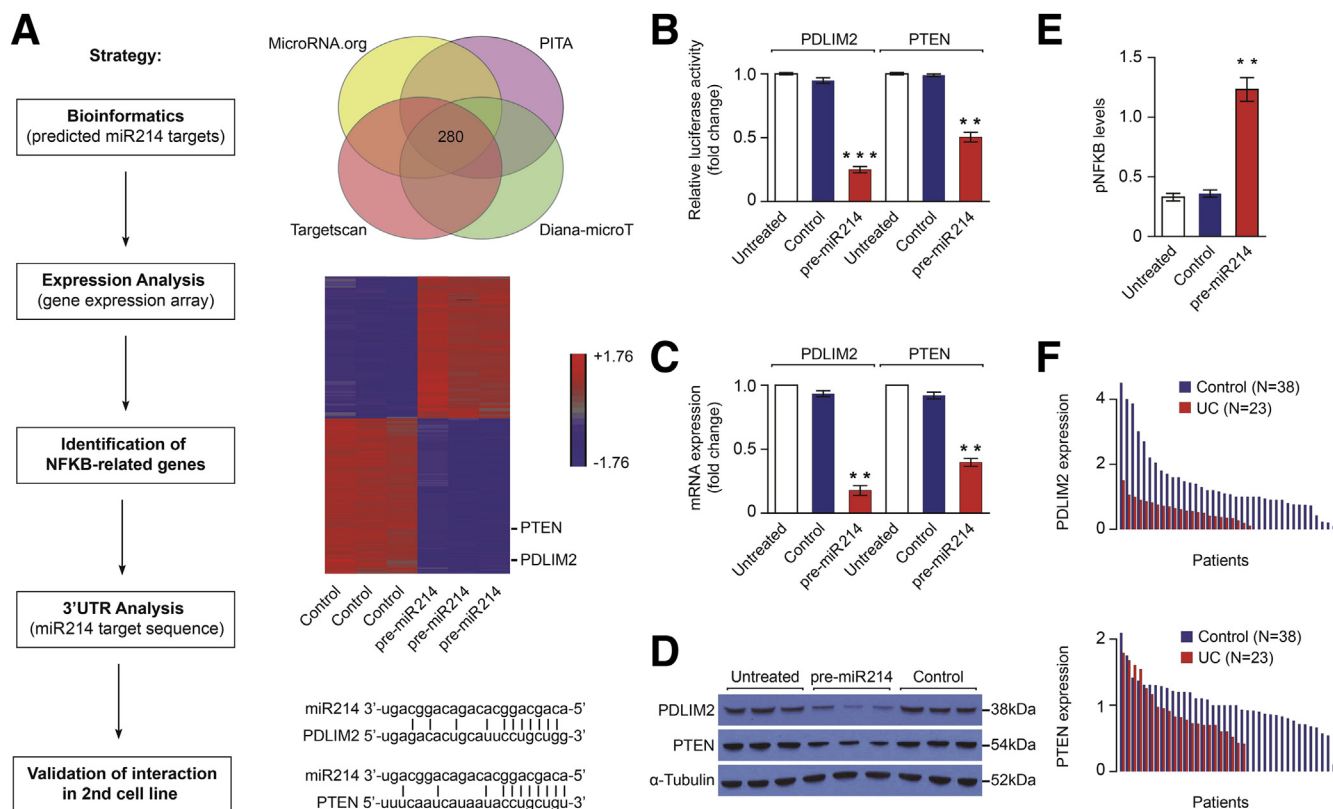 A
Strategy:
Bioinformatics
(predicted miR214 targets)
Expression Analysis
(gene expression array)
Identification of
NFKB-related genes
3’UTR Analysis
(miR214 target sequence)
Validation of interaction
in 2nd cell line
MicroRNA.org
PITA
280
Targetscan
Diana-microT
+1.76
-1.76
PTEN
PDLIM2
Control
Control
Control
pre-miR214
pre-miR214
pre-miR214
miR214 3’-ugacggacagacacggacgaca-5’
PDLIM2 5’-ugagacacugcauuccugcugg-3’
miR214 3’-ugacggacagacacggacgaca-5’
PTEN 5’-uuucaaucauaauaccugcugu-3’
B
PDLIM2 PTEN
Relative luciferase activity
(fold change)
1.0
0.5
0
* * *
* *
Untreated
Control
pre-miR214
Untreated
Control
pre-miR214
C
PDLIM2 PTEN
mRNA expression
(fold change)
1.0
0.5
0
* *
* *
Untreated
Control
pre-miR214
Untreated
Control
pre-miR214
D
Untreated pre-miR214 Control
PDLIM2 38kDa
PTEN 54kDa
α-Tubulin 52kDa
E
pNFKB levels
1.5
1.0
0.5
0
* *
Untreated
Control
pre-miR214
F
PDLIM2 expression
4
2
0
Control (N=38)
UC (N=23)
Patients
PTEN expression
2
1
0
Control (N=38)
UC (N=23)
Patients